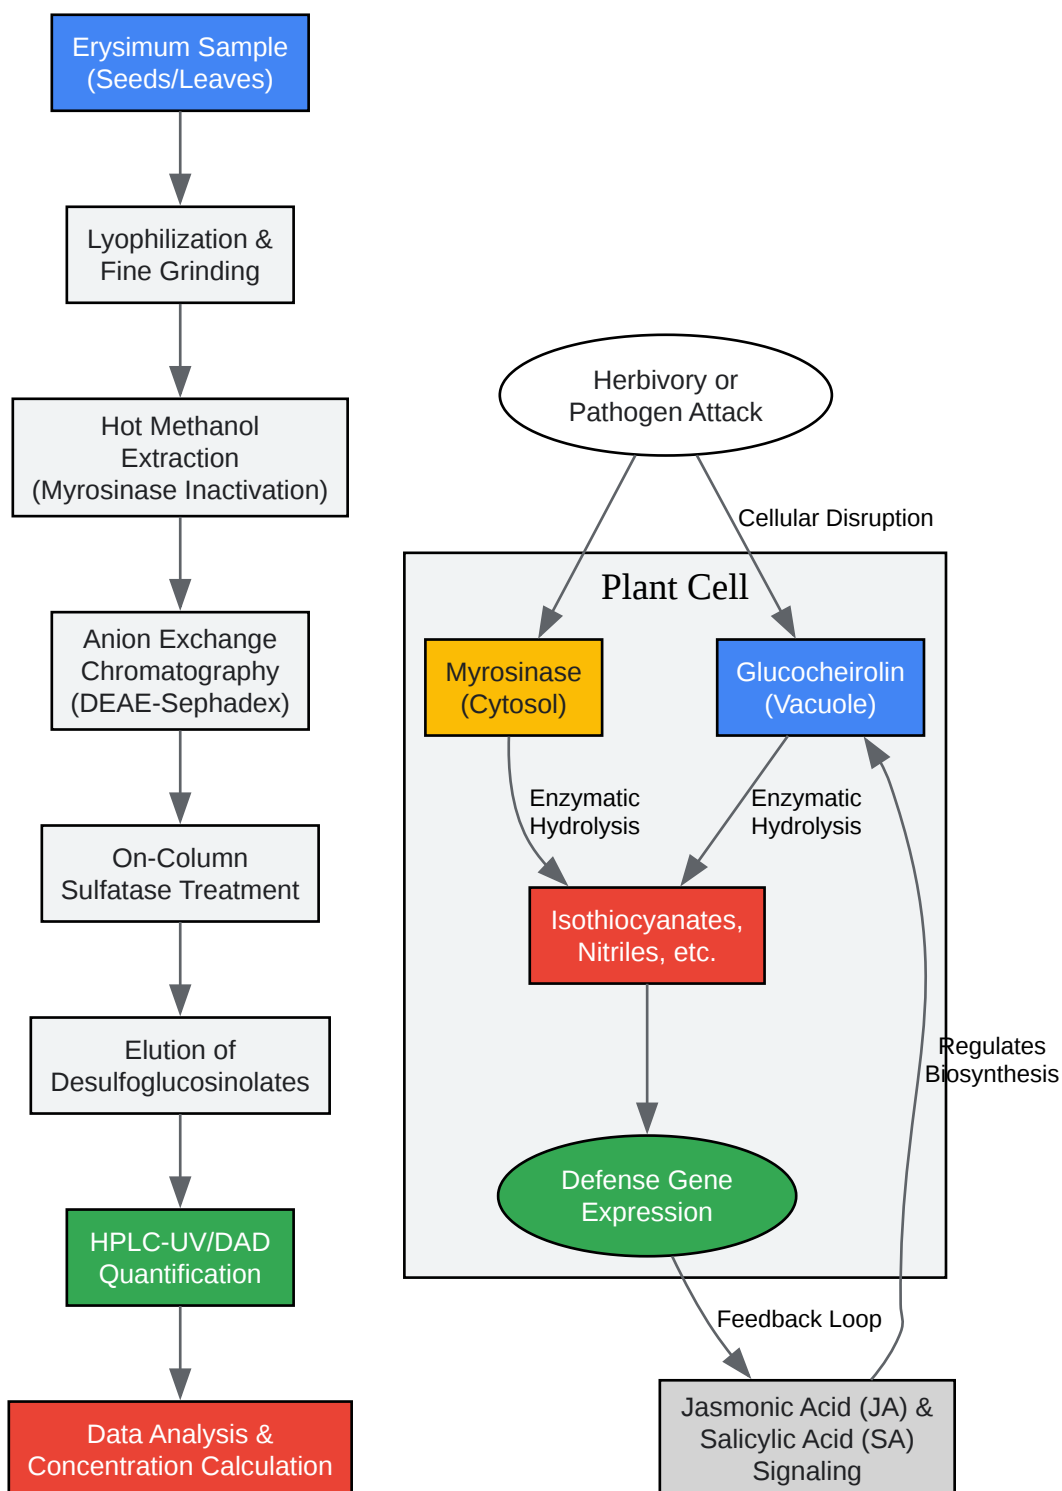 Erysimum Sample
(Seeds/Leaves)
Lyophilization &
Fine Grinding
Hot Methanol
Extraction
(Myrosinase Inactivation)
Anion Exchange
Chromatography
(DEAE-Sephadex)
On-Column
Sulfatase Treatment
Elution of
Desulfoglucosinolates
HPLC-UV/DAD
Quantification
Data Analysis &
Concentration Calculation
Herbivory or
Pathogen Attack
Cellular Disruption
Plant Cell
Myrosinase
(Cytosol)
Glucocheirolin
(Vacuole)
Enzymatic
Hydrolysis
Enzymatic
Hydrolysis
Isothiocyanates,
Nitriles, etc.
Regulates
Biosynthesis
Defense Gene
Expression
Feedback Loop
Jasmonic Acid (JA) &
Salicylic Acid (SA)
Signaling